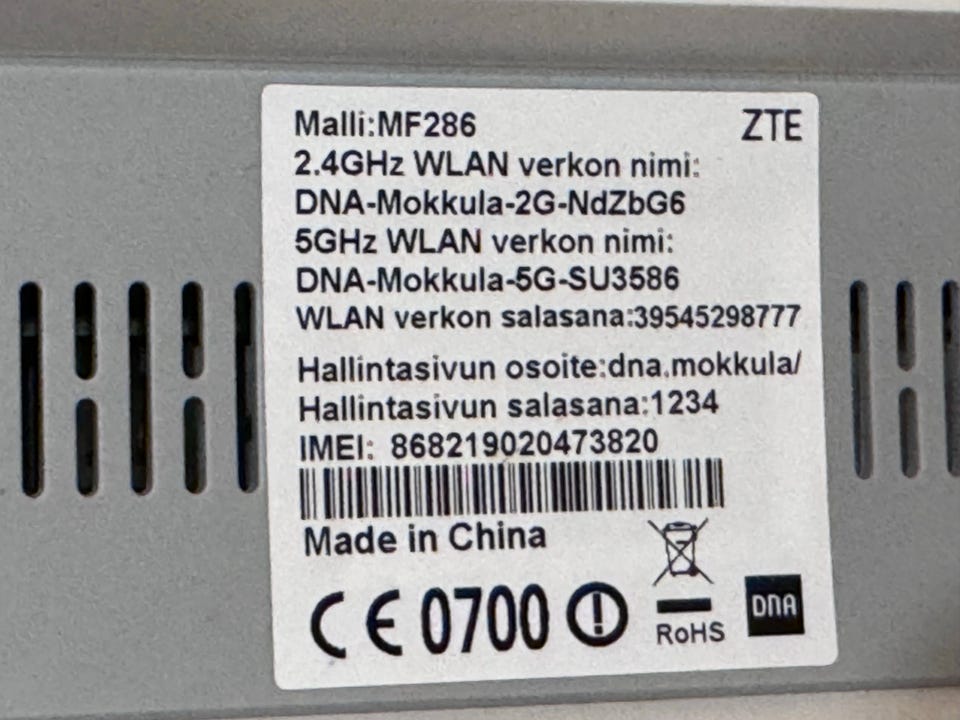 Malli:MF286
ZTE
2.4GHz WLAN verkon nimi:
DNA-Mokkula-2G-NdZbG6
5GHz WLAN verkon nimi:
DNA-Mokkula-5G-SU3586
WLAN verkon salasana:39545298777
Hallintasivun osoite:dna.mokkula/
Hallintasivun salasana:1234
IMEI: 868219020473820
Made in China
CE 0700
RoHS
DNA